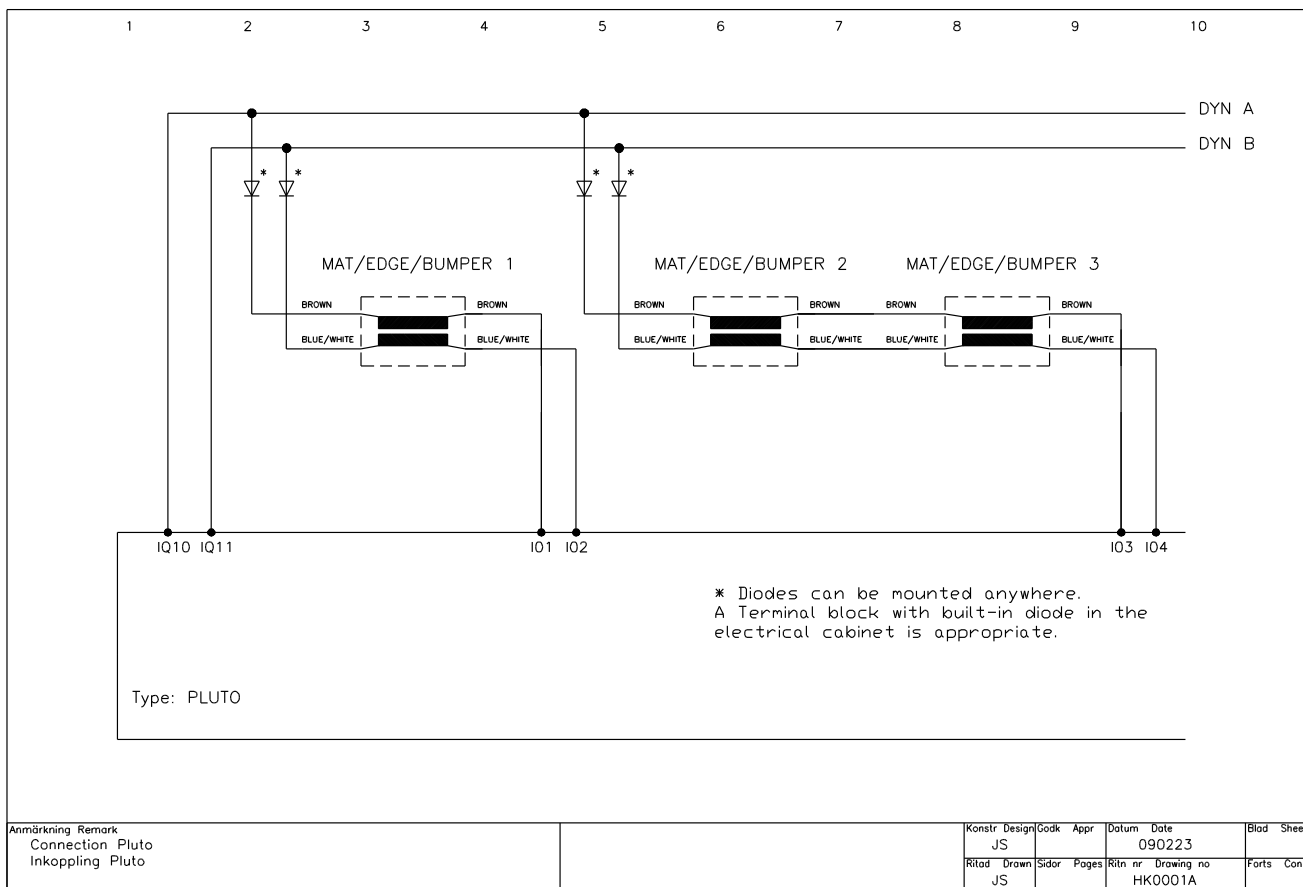 1 2 3 4 5 6 7 8 9 10
DYN A
DYN B
* * * *
MAT/EDGE/BUMPER 1 MAT/EDGE/BUMPER 2 MAT/EDGE/BUMPER 3
BROWN BROWN BROWN BROWN BROWN BROWN
BLUE/WHITE BLUE/WHITE BLUE/WHITE BLUE/WHITE BLUE/WHITE BLUE/WHITE
IQ10 IQ11 I01 I02 I03 I04
* Diodes can be mounted anywhere.
A Terminal block with built-in diode in the
electrical cabinet is appropriate.
Type: PLUTO
Anmärkning Remark
Connection Pluto
Inkoppling Pluto
Konstr Design Godk Appr Datum Date Blad Shee
JS 090223
Ritad Drawn Sidor Pages Ritn nr Drawing no Forts Con
JS HK0001A